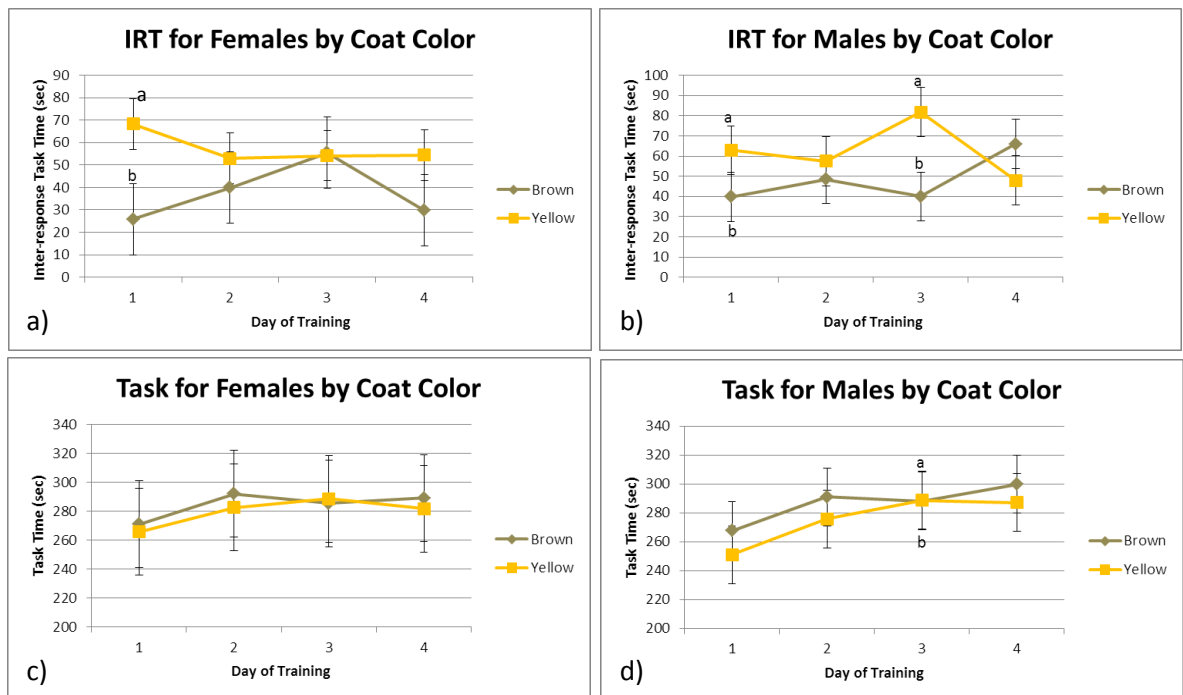 IRT for Females by Coat Color
Inter-response Task Time (sec)
90
80
70
60
50
40
30
20
10
0
a
b
1 2 3 4
Day of Training
Brown
Yellow
a)
IRT for Males by Coat Color
Inter-response Task Time (sec)
100
90
80
70
60
50
40
30
20
10
0
a
b
a
b
1 2 3 4
Day of Training
Brown
Yellow
b)
Task for Females by Coat Color
Task Time (sec)
340
320
300
280
260
240
220
200
1 2 3 4
Day of Training
Brown
Yellow
c)
Task for Males by Coat Color
Task Time (sec)
340
320
300
280
260
240
220
200
a
b
1 2 3 4
Day of Training
Brown
Yellow
d)